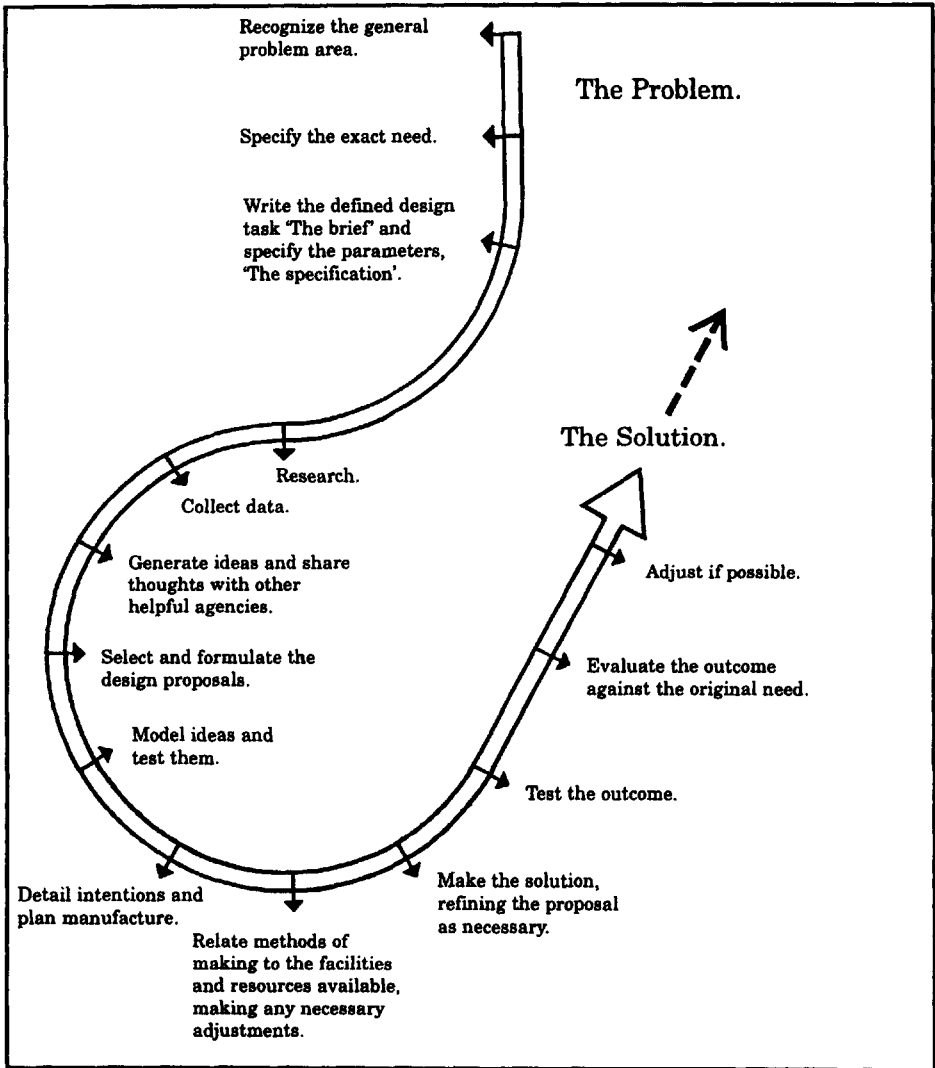 Recognize the general
problem area.
The Problem.
Specify the exact need.
Write the defined design
task ‘The brief’ and
specify the parameters,
‘The specification’.
The Solution.
Research.
Collect data.
Generate ideas and share
thoughts with other
helpful agencies.
Select and formulate the
design proposals.
Model ideas and
test them.
Detail intentions and
plan manufacture.
Relate methods of
making to the facilities
and resources available,
making any necessary
adjustments.
Make the solution,
refining the proposal
as necessary.
Test the outcome.
Evaluate the outcome
against the original need.
Adjust if possible.